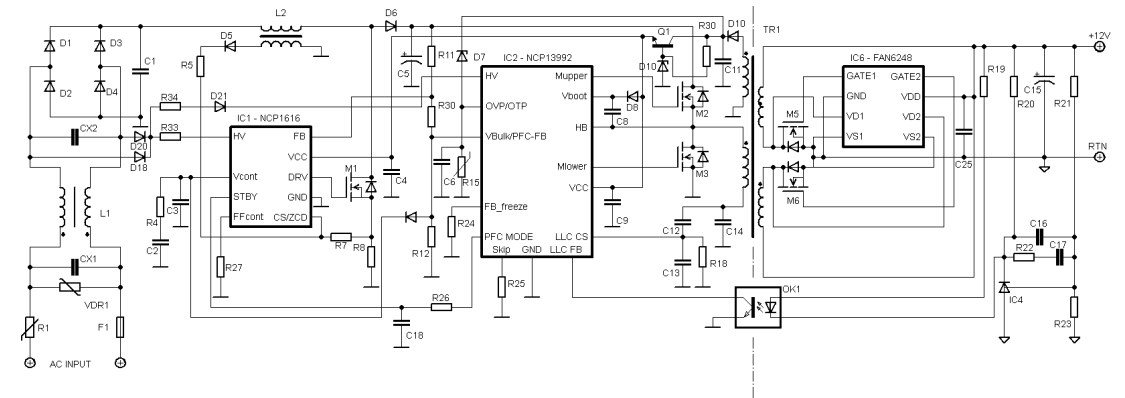 L2
D6
Q1
R30
D10
TR1
+12V
D1
D3
D5
R11
D7
IC2 - NCP13992
D10
IC6 - FAN6248
R5
C1
C5
HV
Mupper
C11
GATE1
GATE2
R19
C15
D2
D4
R34
D21
R30
OVP/OTP
Vboot
D8
M2
GND
VDD
R20
R21
IC1 - NCP1616
C8
M5
VD1
VD2
CX2
D20
R33
HV
FB
VBulk/PFC-FB
HB
VS1
VS2
C25
D18
VCC
M1
C4
C6
R15
Mlower
M3
RTN
Vcont
DRV
VCC
M6
L1
R4
C3
STBY
GND
FB_freeze
C9
FFcont
CS/ZCD
R24
C12
C14
C16
C2
R7
R8
R12
PFC MODE
LLC CS
R22
C17
CX1
R27
Skip
GND
LLC FB
C13
R18
VDR1
R26
R25
OK1
IC4
R1
F1
C18
R23
AC INPUT